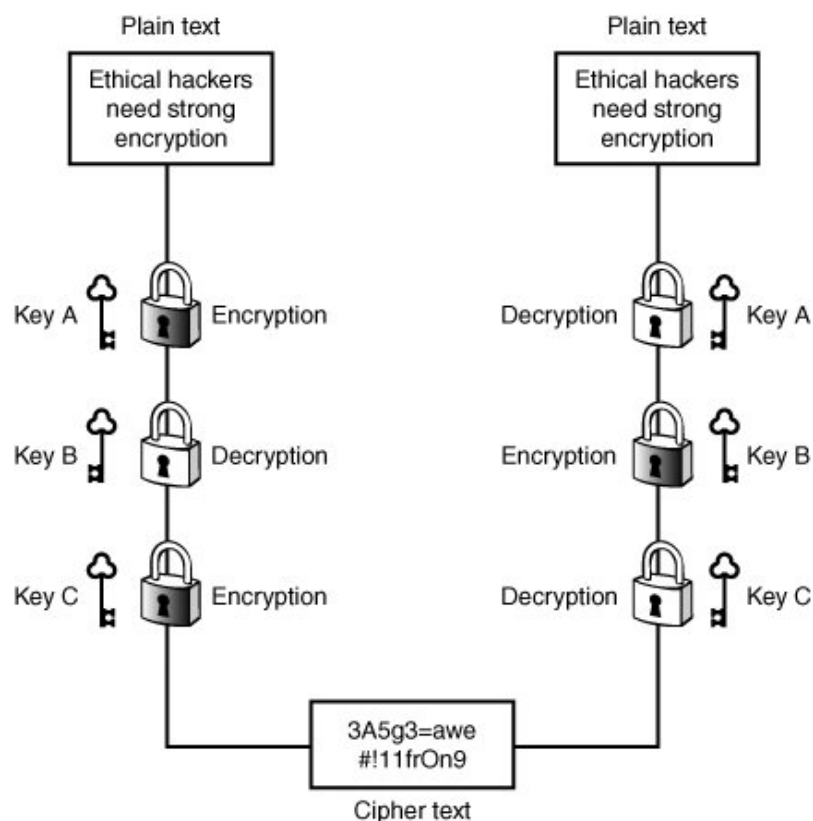 Plain text
Ethical hackers
need strong
encryption
Key A
Encryption
Key B
Decryption
Key C
Encryption
3A5g3=awe
#!11frOn9
Cipher text
Plain text
Ethical hackers
need strong
encryption
Decryption
Key A
Encryption
Key B
Decryption
Key C